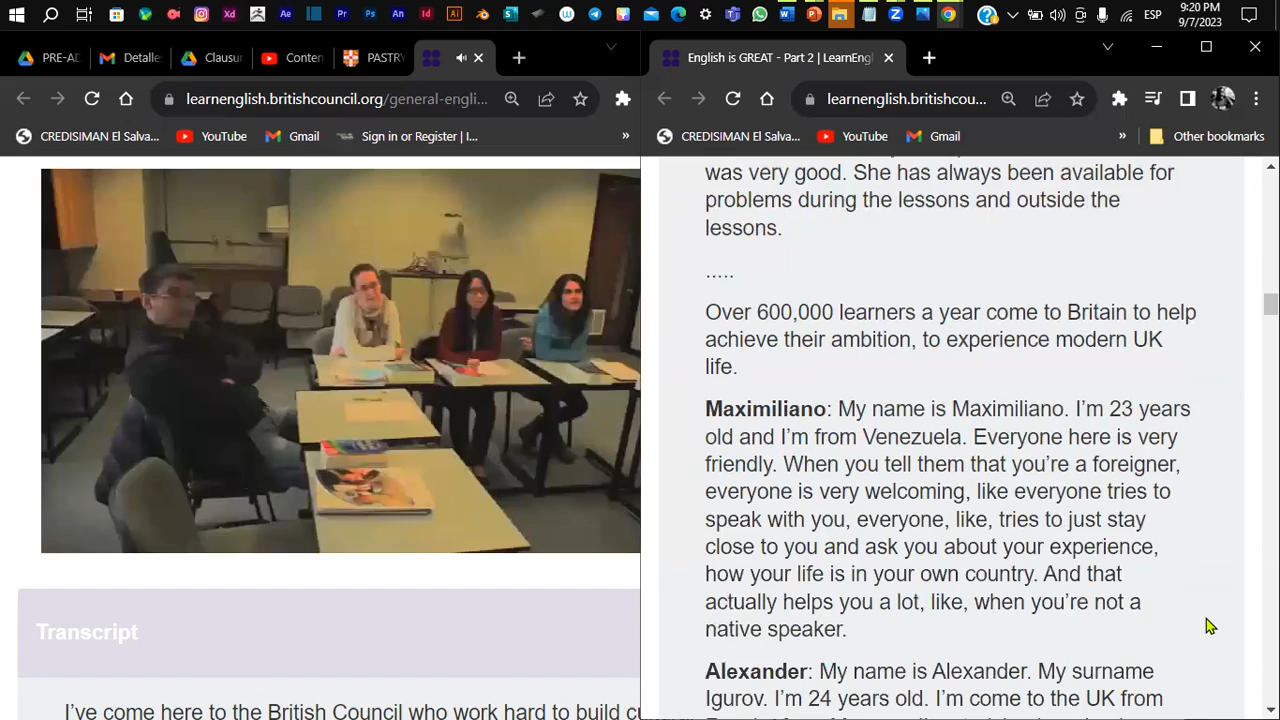 ESP
9:20 PM
9/7/2023
PRE-AD
Detalle
Clausur
Conten
PASTRY
English is GREAT - Part 2 | LearnEngl
learnenglish.britishcouncil.org/general-engli...
learnenglish.britishcou...
CREDISIMAN El Salva...
YouTube
Gmail
Sign in or Register | I...
»
CREDISIMAN El Salva...
YouTube
Gmail
»
Other bookmarks
was very good. She has always been available for
problems during the lessons and outside the
lessons.
.....
Over 600,000 learners a year come to Britain to help
achieve their ambition, to experience modern UK
life.
Maximiliano: My name is Maximiliano. I’m 23 years
old and I’m from Venezuela. Everyone here is very
friendly. When you tell them that you’re a foreigner,
everyone is very welcoming, like everyone tries to
speak with you, everyone, like, tries to just stay
close to you and ask you about your experience,
how your life is in your own country. And that
actually helps you a lot, like, when you’re not a
native speaker.
Alexander: My name is Alexander. My surname
Igurov. I’m 24 years old. I’m come to the UK from
Transcript
I’ve come here to the British Council who work hard to build